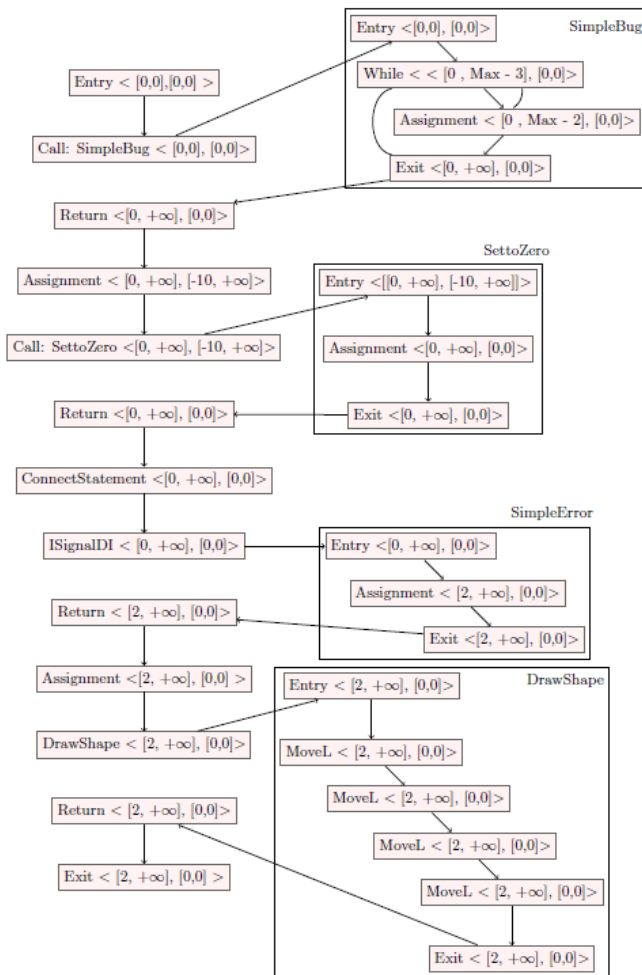 SimpleBug
Entry <[0,0], [0,0]>
While < < [0 , Max - 3], [0,0]>
Entry < [0,0],[0,0] >
Assignment < [0 , Max - 2], [0,0]>
Call: SimpleBug < [0,0], [0,0]>
Exit <[0, +∞], [0,0]>
Return <[0, +∞], [0,0]>
SettoZero
Assignment < [0, +∞], [-10, +∞]>
Entry <[[0, +∞], [-10, +∞]]>
Call: SettoZero <[0, +∞], [-10, +∞]>
Assignment <[0, +∞], [0,0]>
Return <[0, +∞], [0,0]>
Exit <[0, +∞], [0,0]>
ConnectStatement <[0, +∞], [0,0]>
SimpleError
ISignalDI < [0, +∞], [0,0]>
Entry <[0, +∞], [0,0]>
Assignment < [2, +∞], [0,0]>
Return < [2, +∞], [0,0]>
Exit <[2, +∞], [0,0]>
Assignment <[2, +∞], [0,0] >
DrawShape
Entry < [2, +∞], [0,0]>
DrawShape < [2, +∞], [0,0]>
MoveL < [2, +∞], [0,0]>
MoveL < [2, +∞], [0,0]>
Return < [2, +∞], [0,0]>
MoveL < [2, +∞], [0,0]>
Exit < [2, +∞], [0,0] >
MoveL < [2, +∞], [0,0]>
Exit < [2, +∞], [0,0]>